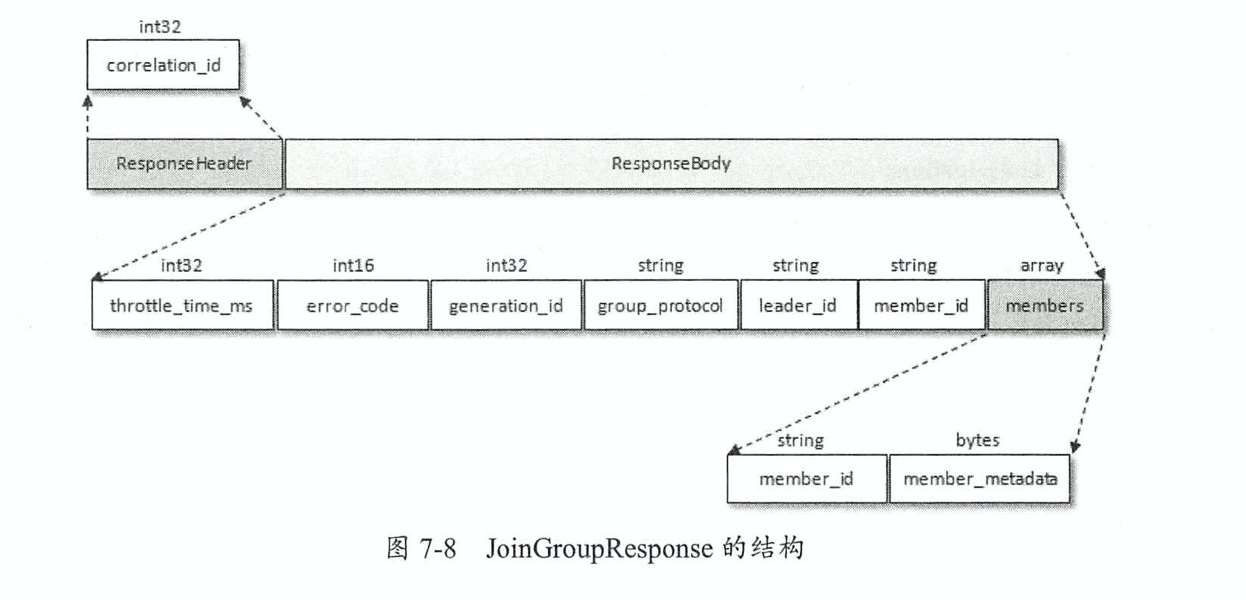 int32
correlation_id
ResponseHeader ResponseBody
int32 int16 int32 string string string array
throttle_time_ms error_code generation_id group_protocol leader_id member_id members
string bytes
member_id member_metadata
图 7-8 JoinGroupResponse 的结构